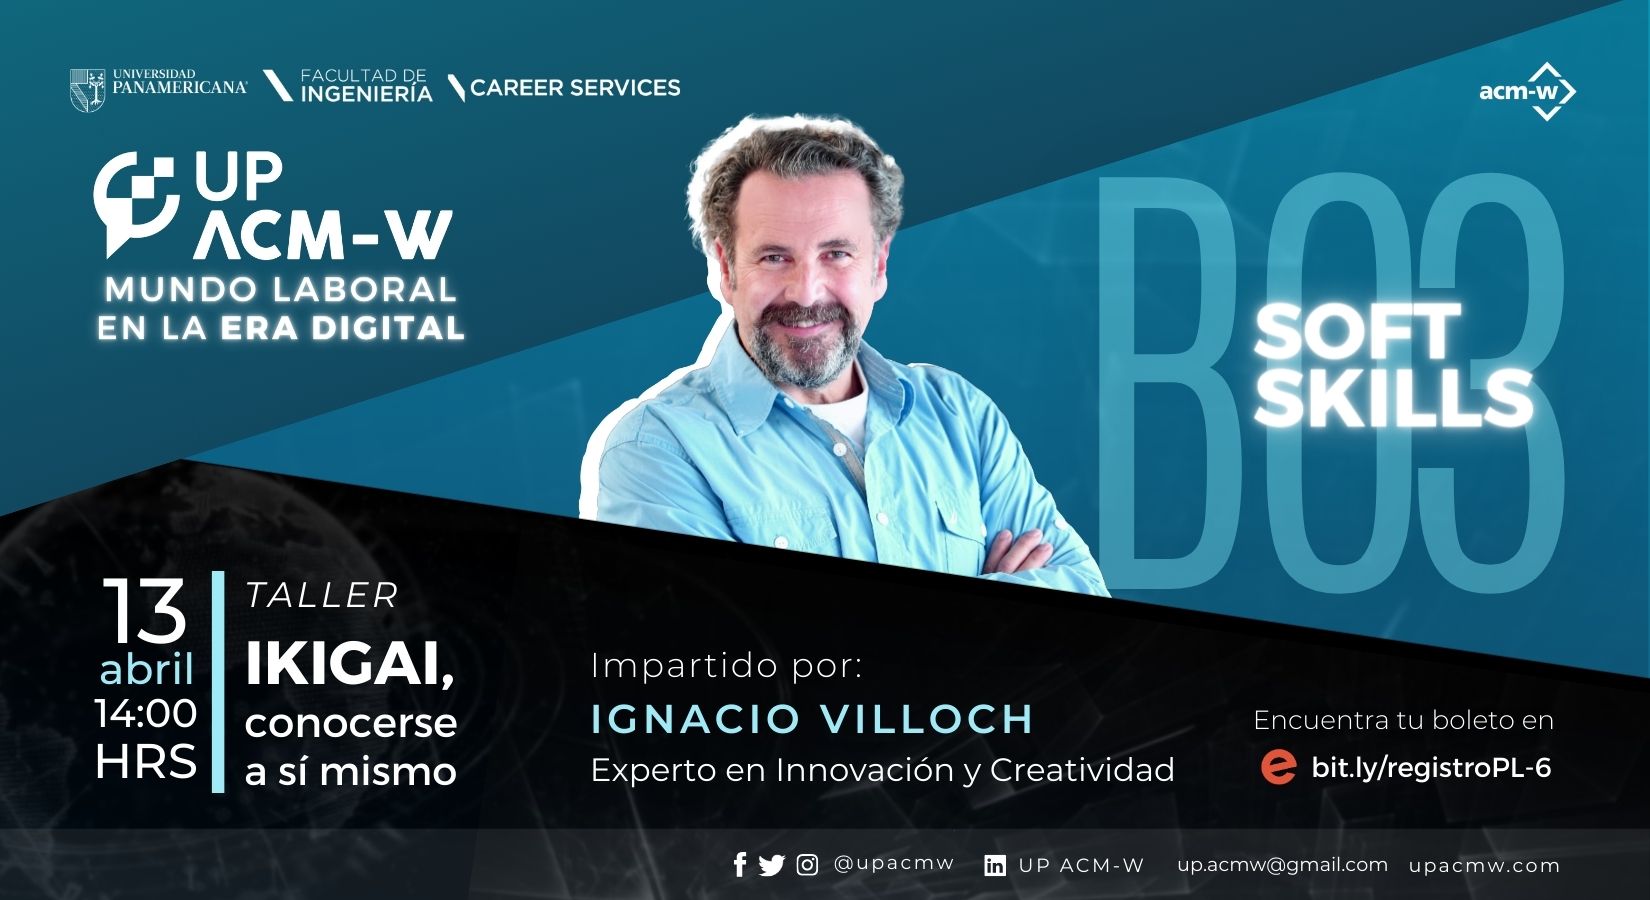 UNIVERSIDAD
PANAMERICANA
FACULTAD DE
INGENIERÍA
CAREER SERVICES
acm-w
UP
ACM-W
MUNDO LABORAL
EN LA ERA DIGITAL
B03
SOFT
SKILLS
13
abril
14:00
HRS
TALLER
IKIGAI,
conocerse
a sí mismo
Impartido por:
IGNACIO VILLOCH
Experto en Innovación y Creatividad
Encuentra tu boleto en
e bit.ly/registroPL-6
@upacmw
in UP ACM-W
up.acmw@gmail.com
upacmw.com